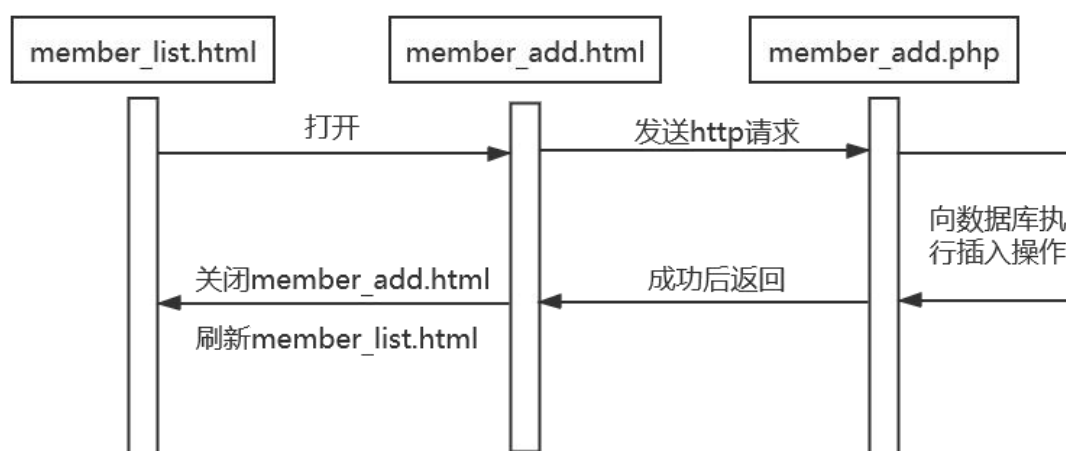 member_list.html
member_add.html
member_add.php
打开
发送http请求
向数据库执
行插入操作
关闭member_add.html
成功后返回
刷新member_list.html